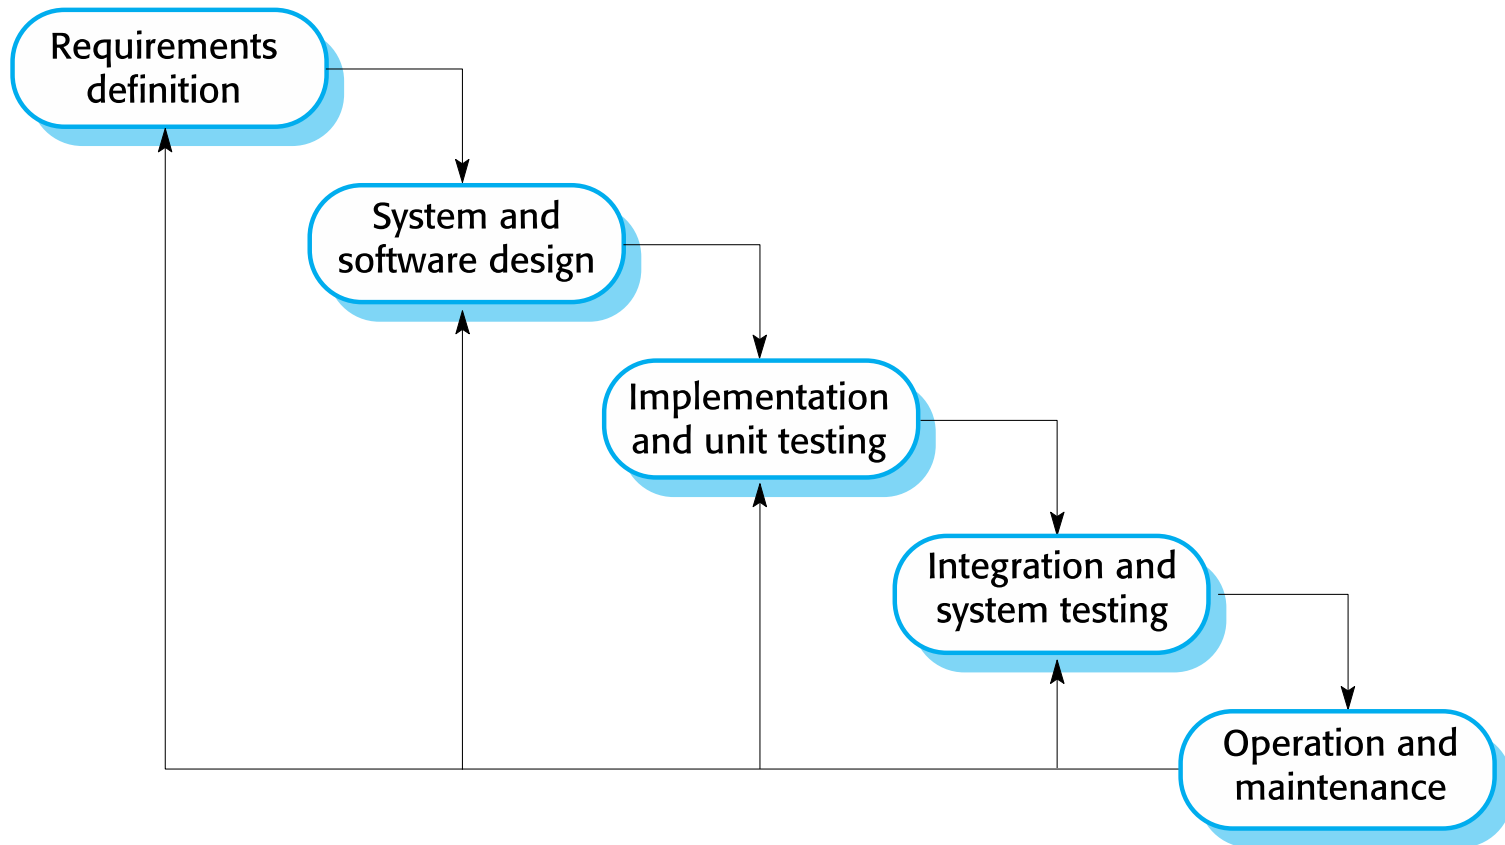 Requirements
definition
System and
software design
Implementation
and unit testing
Integration and
system testing
Operation and
maintenance